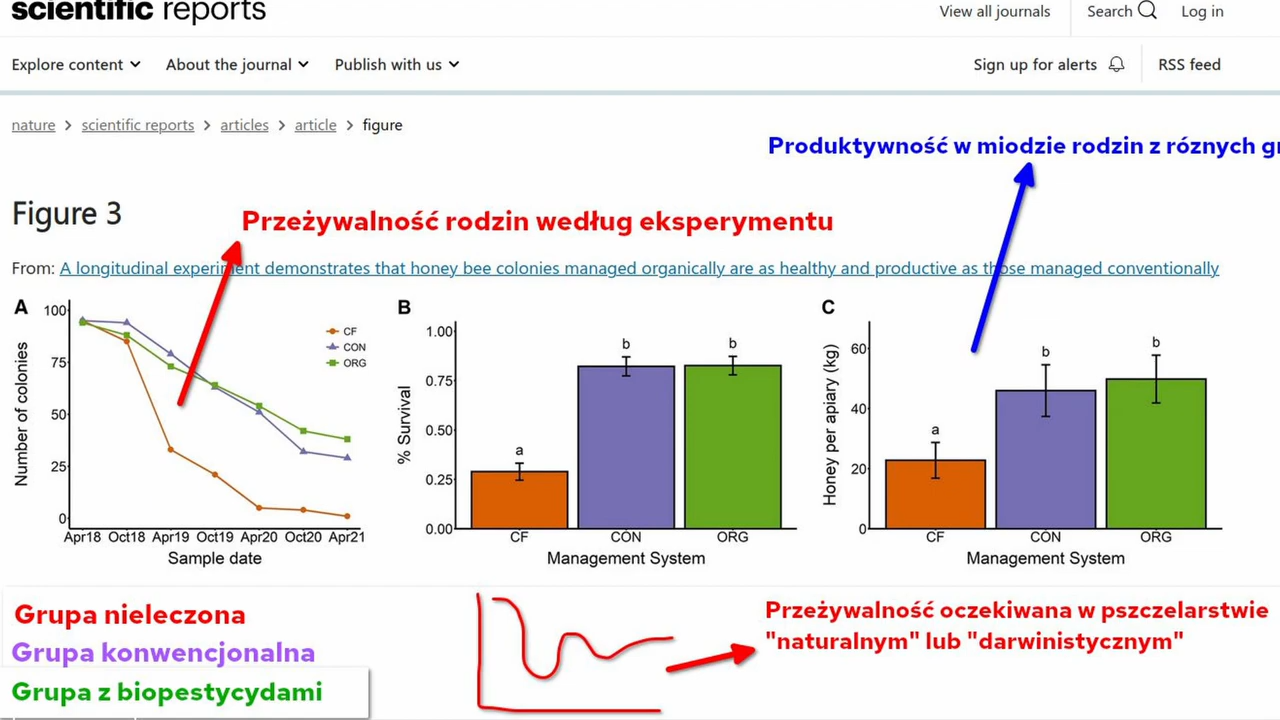 scientific reports
View all journals
Search
Log in
Explore content
About the journal
Publish with us
Sign up for alerts
RSS feed
nature > scientific reports > articles > article > figure
Produktywność w miodzie rodzin z róznych gr
Figure 3
Przeżywalność rodzin według eksperymentu
From: A longitudinal experiment demonstrates that honey bee colonies managed organically are as healthy and productive as those managed conventionally
A
Number of colonies
100
75
50
25
0
Apr18 Oct18 Apr19 Oct19 Apr20 Oct20 Apr21
Sample date
CF
CON
ORG
B
% Survival
1.00
0.75
0.50
0.25
0.00
a
b
b
CF CON ORG
Management System
C
Honey per apiary (kg)
60
40
20
0
a
b
b
CF CON ORG
Management System
Grupa nieleczona
Grupa konwencjonalna
Grupa z biopestycydami
Przeżywalność oczekiwana w pszczelarstwie
"naturalnym" lub "darwinistycznym"